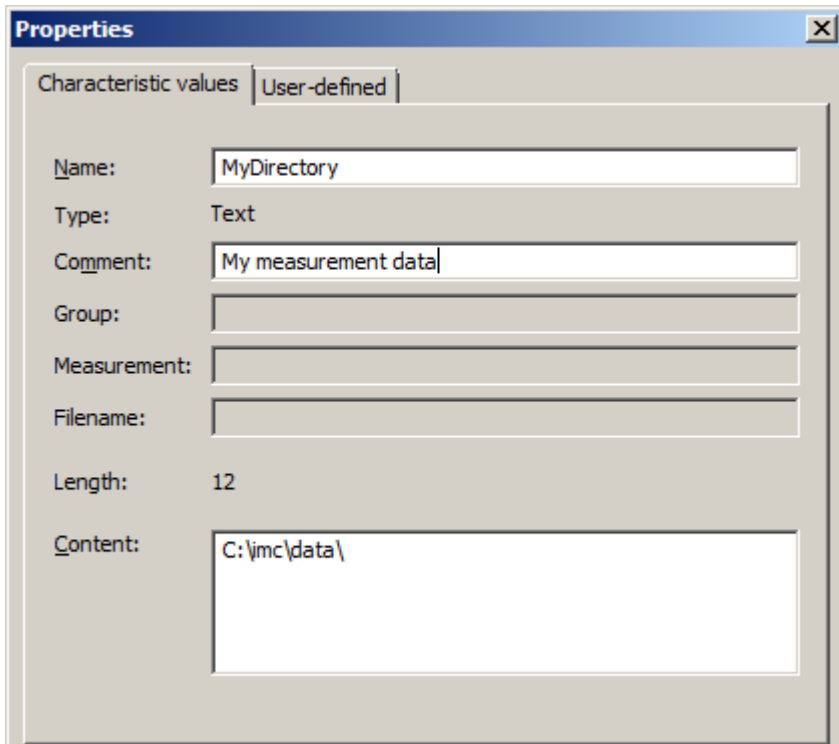 Properties
Characteristic values User-defined
Name: MyDirectory
Type: Text
Comment: My measurement data
Group:
Measurement:
Filename:
Length: 12
Content: C:\imc\data\